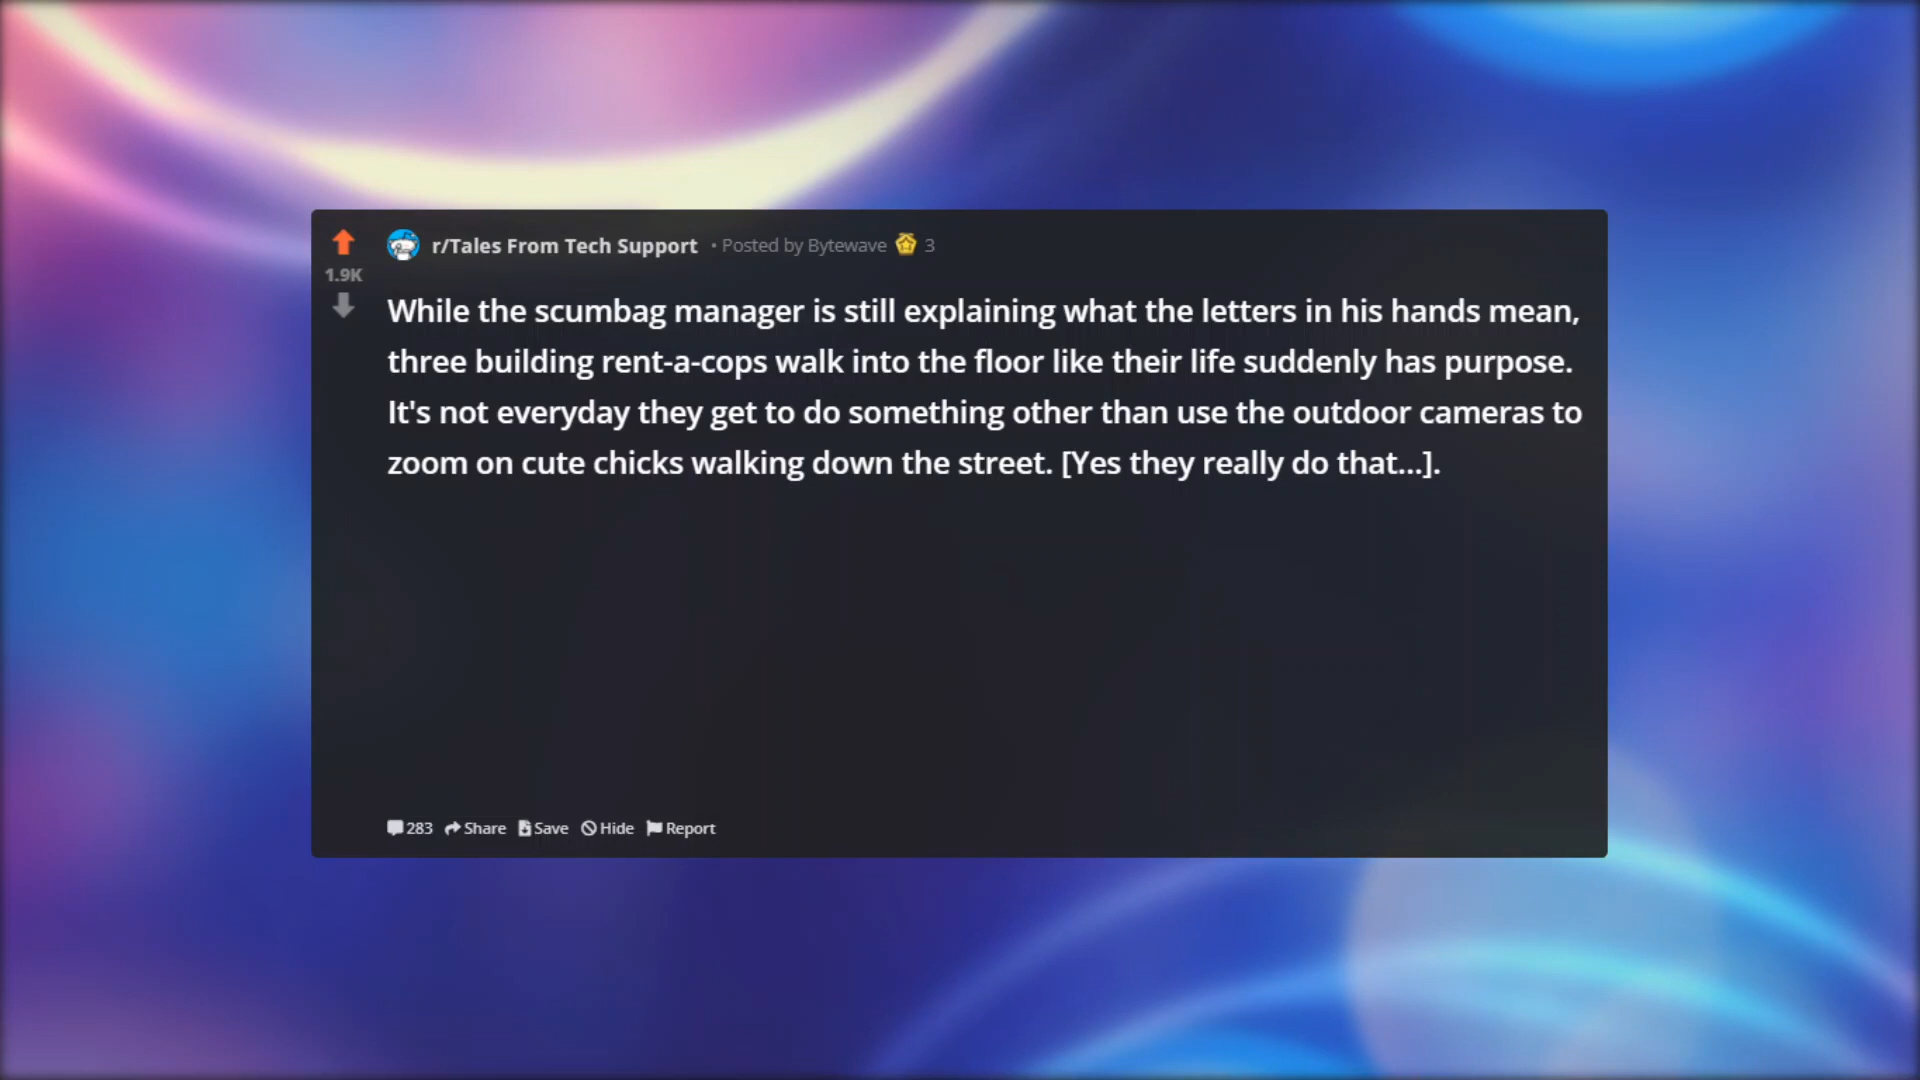 r/Tales From Tech Support • Posted by Bytewave 3
1.9K
While the scumbag manager is still explaining what the letters in his hands mean,
three building rent-a-cops walk into the floor like their life suddenly has purpose.
It's not everyday they get to do something other than use the outdoor cameras to
zoom on cute chicks walking down the street. [Yes they really do that...].
283 Share Save Hide Report